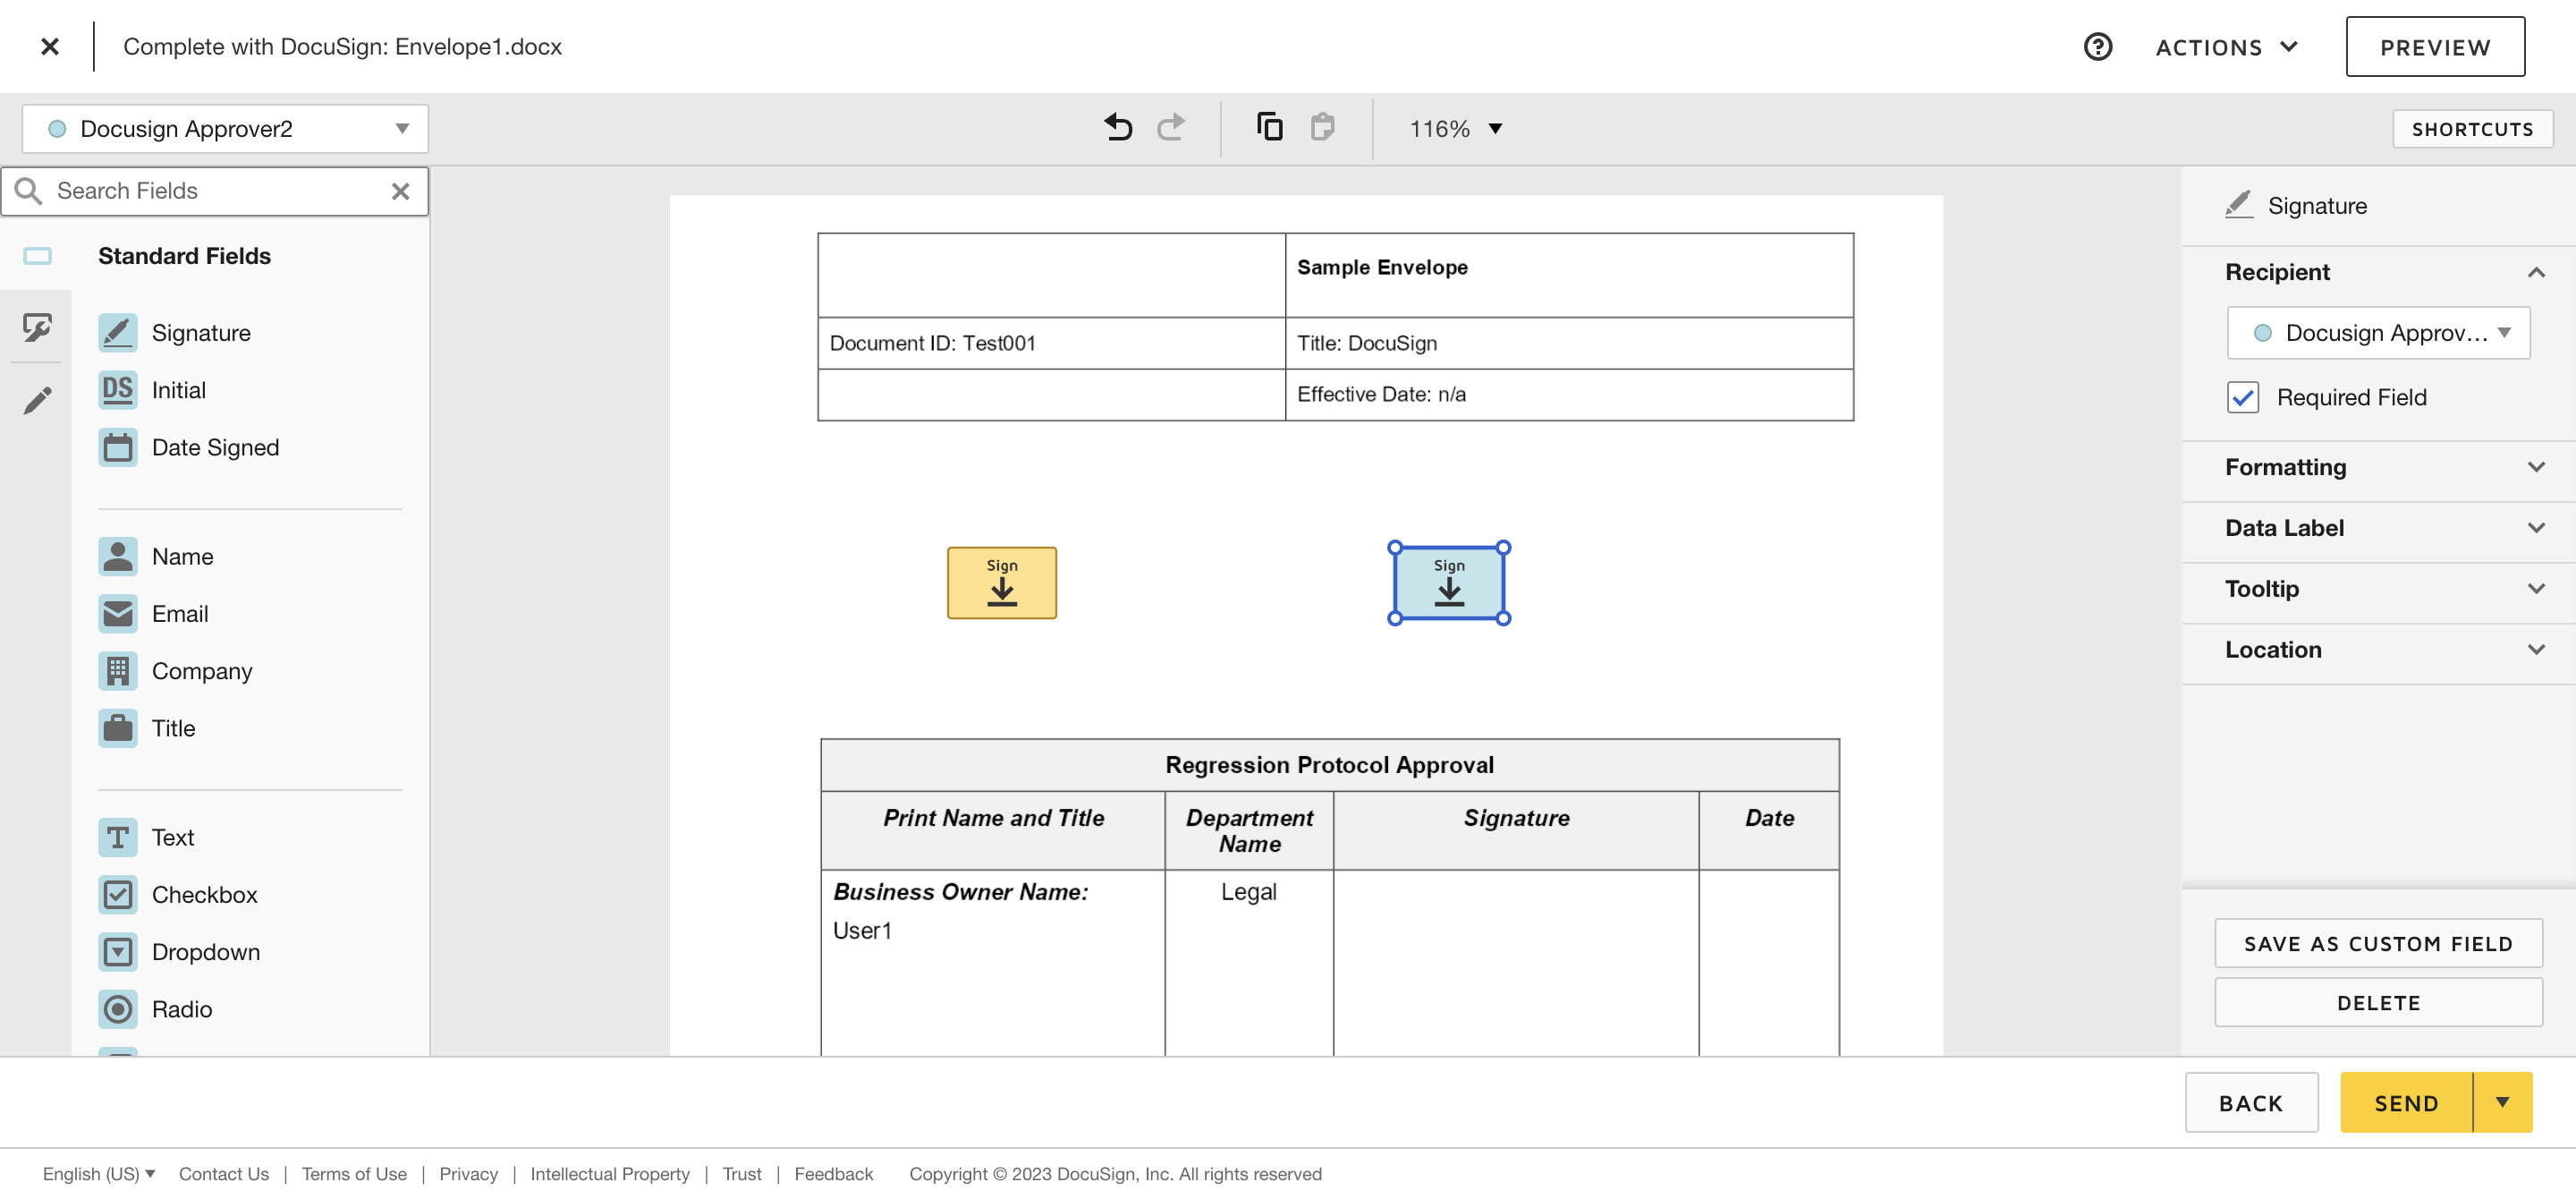 Complete with DocuSign: Envelope1.docx
ACTIONS
PREVIEW
Docusign Approver2
116%
SHORTCUTS
Search Fields
Standard Fields
Signature
Initial
Date Signed
Name
Email
Company
Title
Text
Checkbox
Dropdown
Radio
Sample Envelope
Document ID: Test001
Title: DocuSign
Effective Date: n/a
Sign
Sign
Regression Protocol Approval
Print Name and Title
Department Name
Signature
Date
Business Owner Name:
Legal
User1
Signature
Recipient
Docusign Approv...
Required Field
Formatting
Data Label
Tooltip
Location
SAVE AS CUSTOM FIELD
DELETE
BACK
SEND
English (US) Contact Us | Terms of Use | Privacy | Intellectual Property | Trust | Feedback Copyright © 2023 DocuSign, Inc. All rights reserved